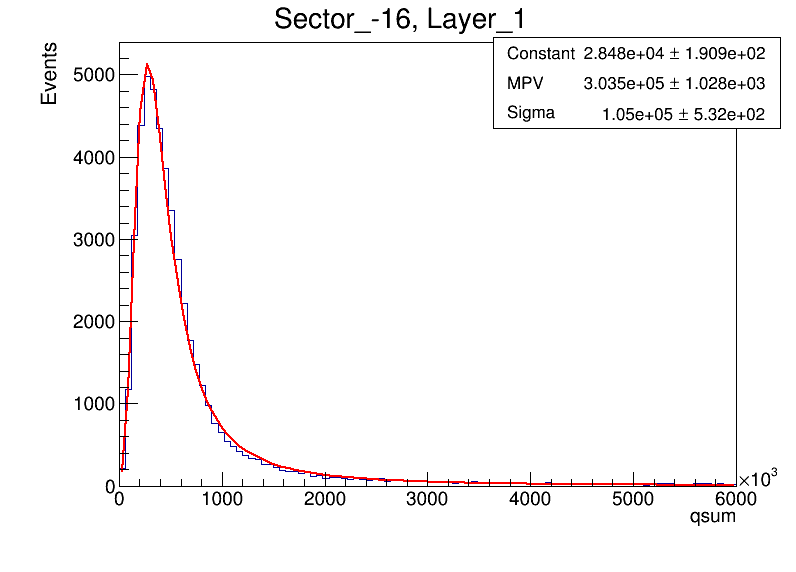 Sector_-16, Layer_1
Constant 2.848e+04 ± 1.909e+02
MPV 3.035e+05 ± 1.028e+03
Sigma 1.05e+05 ± 5.32e+02
Events
5000
4000
3000
2000
1000
0
0 1000 2000 3000 4000 5000 6000
×10³
qsum